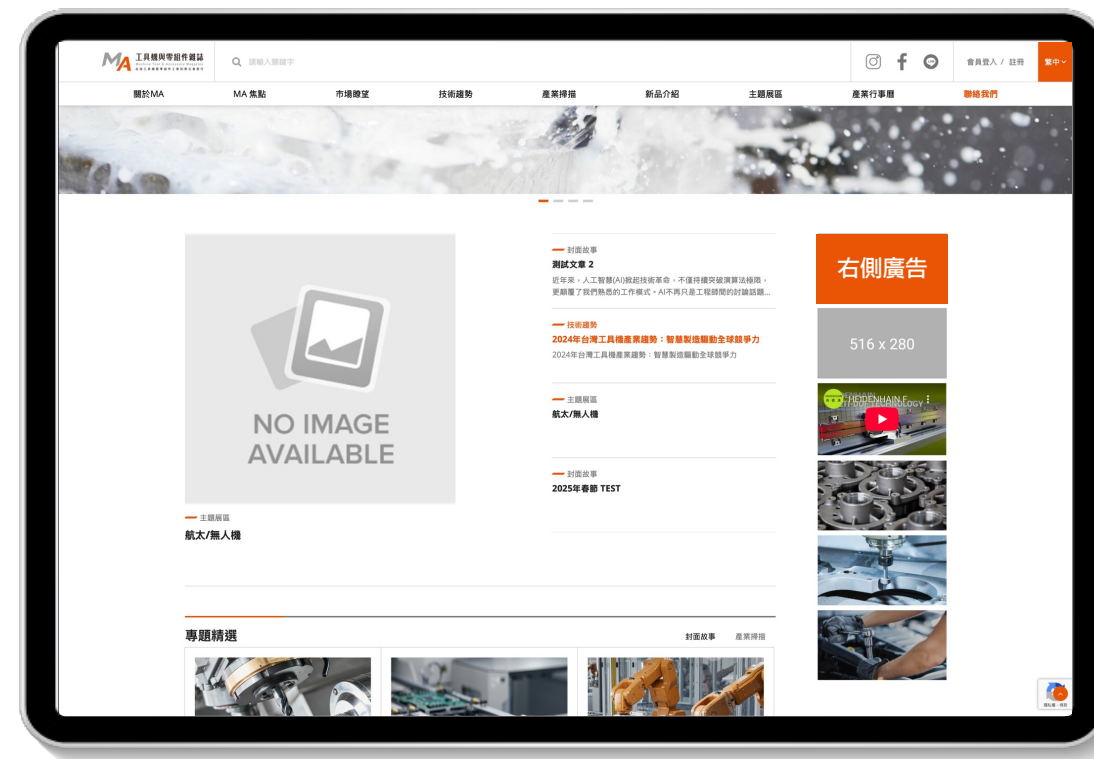 MA 工具機與零組件雜誌
請輸入關鍵字
會員登入 / 註冊
繁中
關於MA
MA 焦點
市場瞭望
技術趨勢
產業掃描
新品介紹
主題展區
產業行事曆
聯絡我們
NO IMAGE
AVAILABLE
主題展區
航太/無人機
封面故事
測試文章 2
近年來，人工智慧(AI)掀起技術革命，不僅持續突破演算法極限，
更顛覆了我們熟悉的工作模式。AI不再只是工程師間的討論話題...
技術趨勢
2024年台灣工具機產業趨勢：智慧製造驅動全球競爭力
2024年台灣工具機產業趨勢：智慧製造驅動全球競爭力
主題展區
航太/無人機
封面故事
2025年春節 TEST
右側廣告
516 x 280
HEIDENHAIN F...
專題精選
封面故事
產業掃描